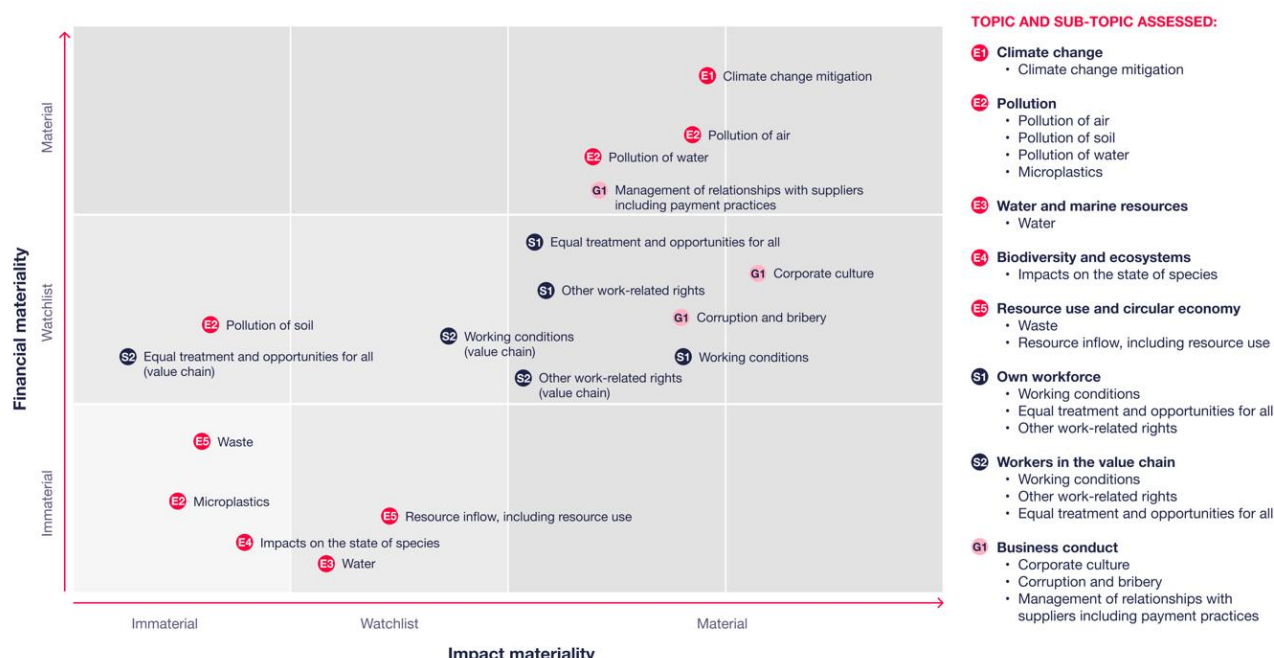 Financial materiality
Material
Watchlist
Immaterial
E1 Climate change mitigation
E2 Pollution of air
E2 Pollution of water
G1 Management of relationships with suppliers
including payment practices
S1 Equal treatment and opportunities for all
G1 Corporate culture
S1 Other work-related rights
G1 Corruption and bribery
E2 Pollution of soil
S2 Working conditions
(value chain)
S2 Equal treatment and opportunities for all
(value chain)
S1 Working conditions
S2 Other work-related rights
(value chain)
E5 Waste
E2 Microplastics
E5 Resource inflow, including resource use
E4 Impacts on the state of species
E3 Water
Immaterial
Watchlist
Material
Impact materiality
TOPIC AND SUB-TOPIC ASSESSED:
E1 Climate change
• Climate change mitigation
E2 Pollution
• Pollution of air
• Pollution of soil
• Pollution of water
• Microplastics
E3 Water and marine resources
• Water
E4 Biodiversity and ecosystems
• Impacts on the state of species
E5 Resource use and circular economy
• Waste
• Resource inflow, including resource use
S1 Own workforce
• Working conditions
• Equal treatment and opportunities for all
• Other work-related rights
S2 Workers in the value chain
• Working conditions
• Other work-related rights
• Equal treatment and opportunities for all
G1 Business conduct
• Corporate culture
• Corruption and bribery
• Management of relationships with
suppliers including payment practices